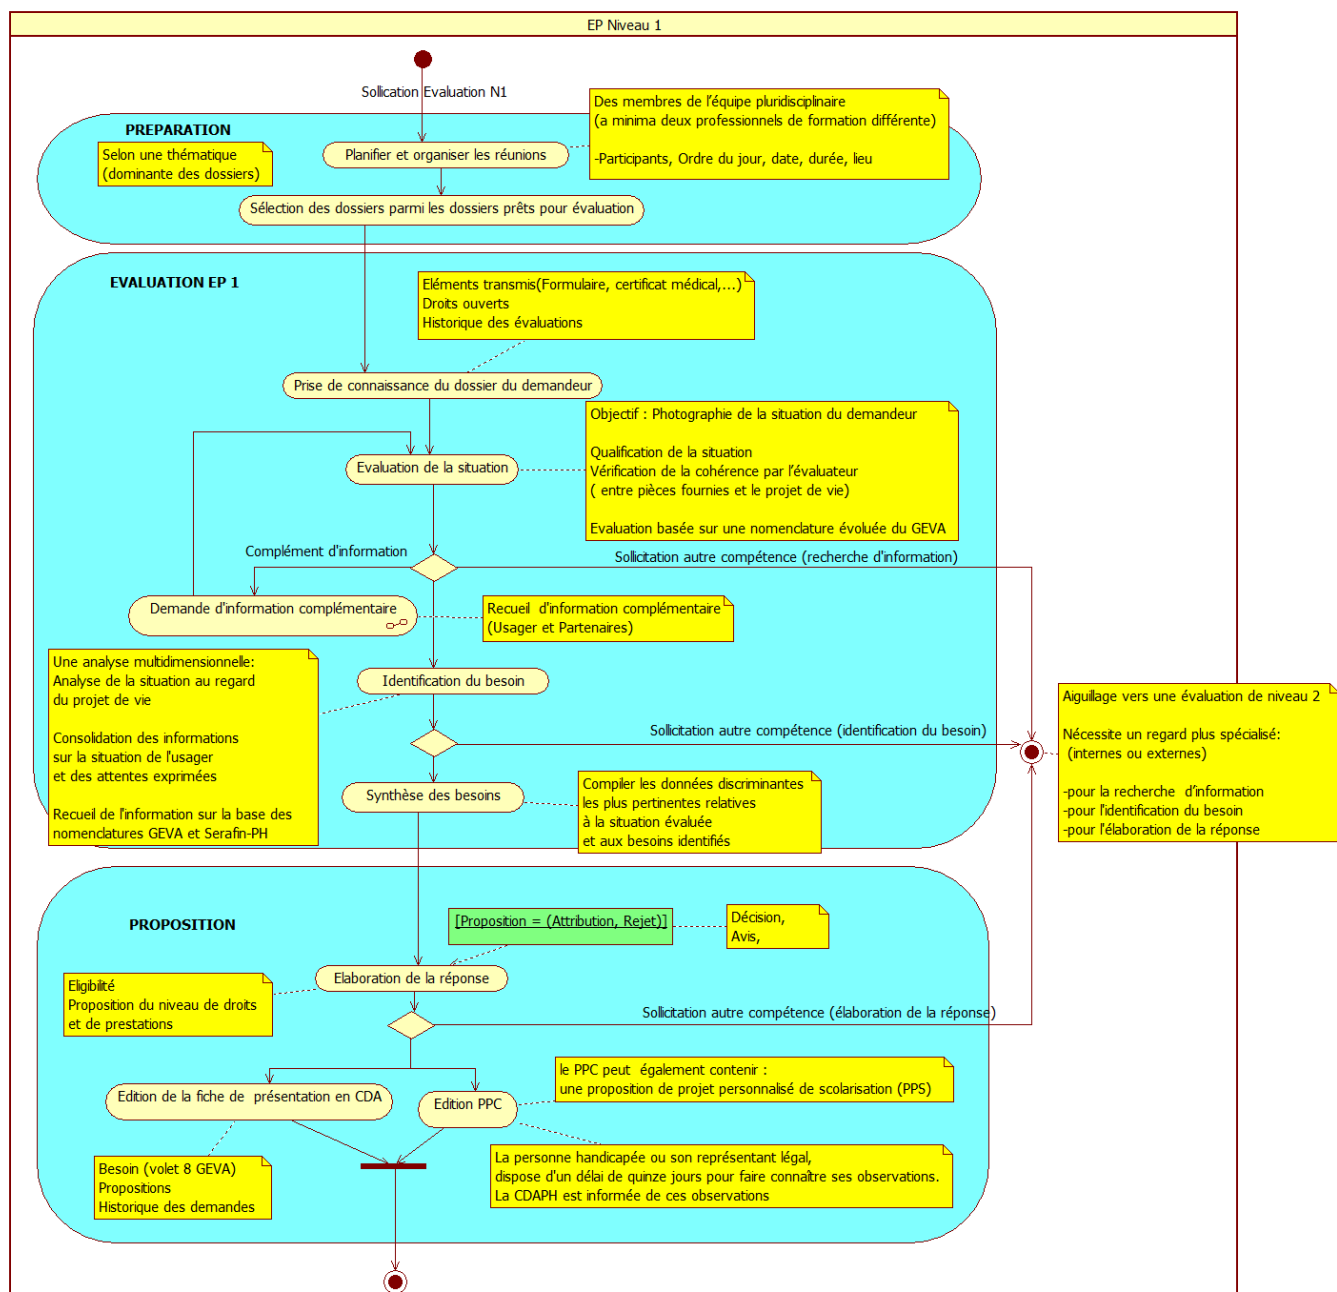 EP Niveau 1
Sollication Evaluation N1
Des membres de l'équipe pluridisciplinaire
(a minima deux professionnels de formation différente)
-Participants, Ordre du jour, date, durée, lieu
PREPARATION
Selon une thématique
(dominante des dossiers)
Planifier et organiser les réunions
Sélection des dossiers parmi les dossiers prêts pour évaluation
EVALUATION EP 1
Eléments transmis(Formulaire, certificat médical,...)
Droits ouverts
Historique des évaluations
Prise de connaissance du dossier du demandeur
Objectif : Photographie de la situation du demandeur
Qualification de la situation
Vérification de la cohérence par l'évaluateur
( entre pièces fournies et le projet de vie)
Evaluation basée sur une nomenclature évoluée du GEVA
Evaluation de la situation
Complément d'information
Sollicitation autre compétence (recherche d'information)
Demande d'information complémentaire
Recueil  d'information complémentaire
(Usager et Partenaires)
Une analyse multidimensionnelle:
Analyse de la situation au regard
du projet de vie
Consolidation des informations
sur la situation de l'usager
et des attentes exprimées
Recueil de l'information sur la base des
nomenclatures GEVA et Serafin-PH
Identification du besoin
Sollicitation autre compétence (identification du besoin)
Aiguillage vers une évaluation de niveau 2
Nécessite un regard plus spécialisé:
(internes ou externes)
-pour la recherche  d'information
-pour l'identification du besoin
-pour l'élaboration de la réponse
Synthèse des besoins
Compiler les données discriminantes
les plus pertinentes relatives
à la situation évaluée
et aux besoins identifiés
PROPOSITION
[Proposition = (Attribution, Rejet)]
Décision,
Avis,
Elaboration de la réponse
Eligibilité
Proposition du niveau de droits
et de prestations
Sollicitation autre compétence (élaboration de la réponse)
le PPC peut  également contenir :
une proposition de projet personnalisé de scolarisation (PPS)
Edition de la fiche de  présentation en CDA
Edition PPC
Besoin (volet 8 GEVA)
Propositions
Historique des demandes
La personne handicapée ou son représentant légal,
dispose d'un délai de quinze jours pour faire connaître ses observations.
La CDAPH est informée de ces observations